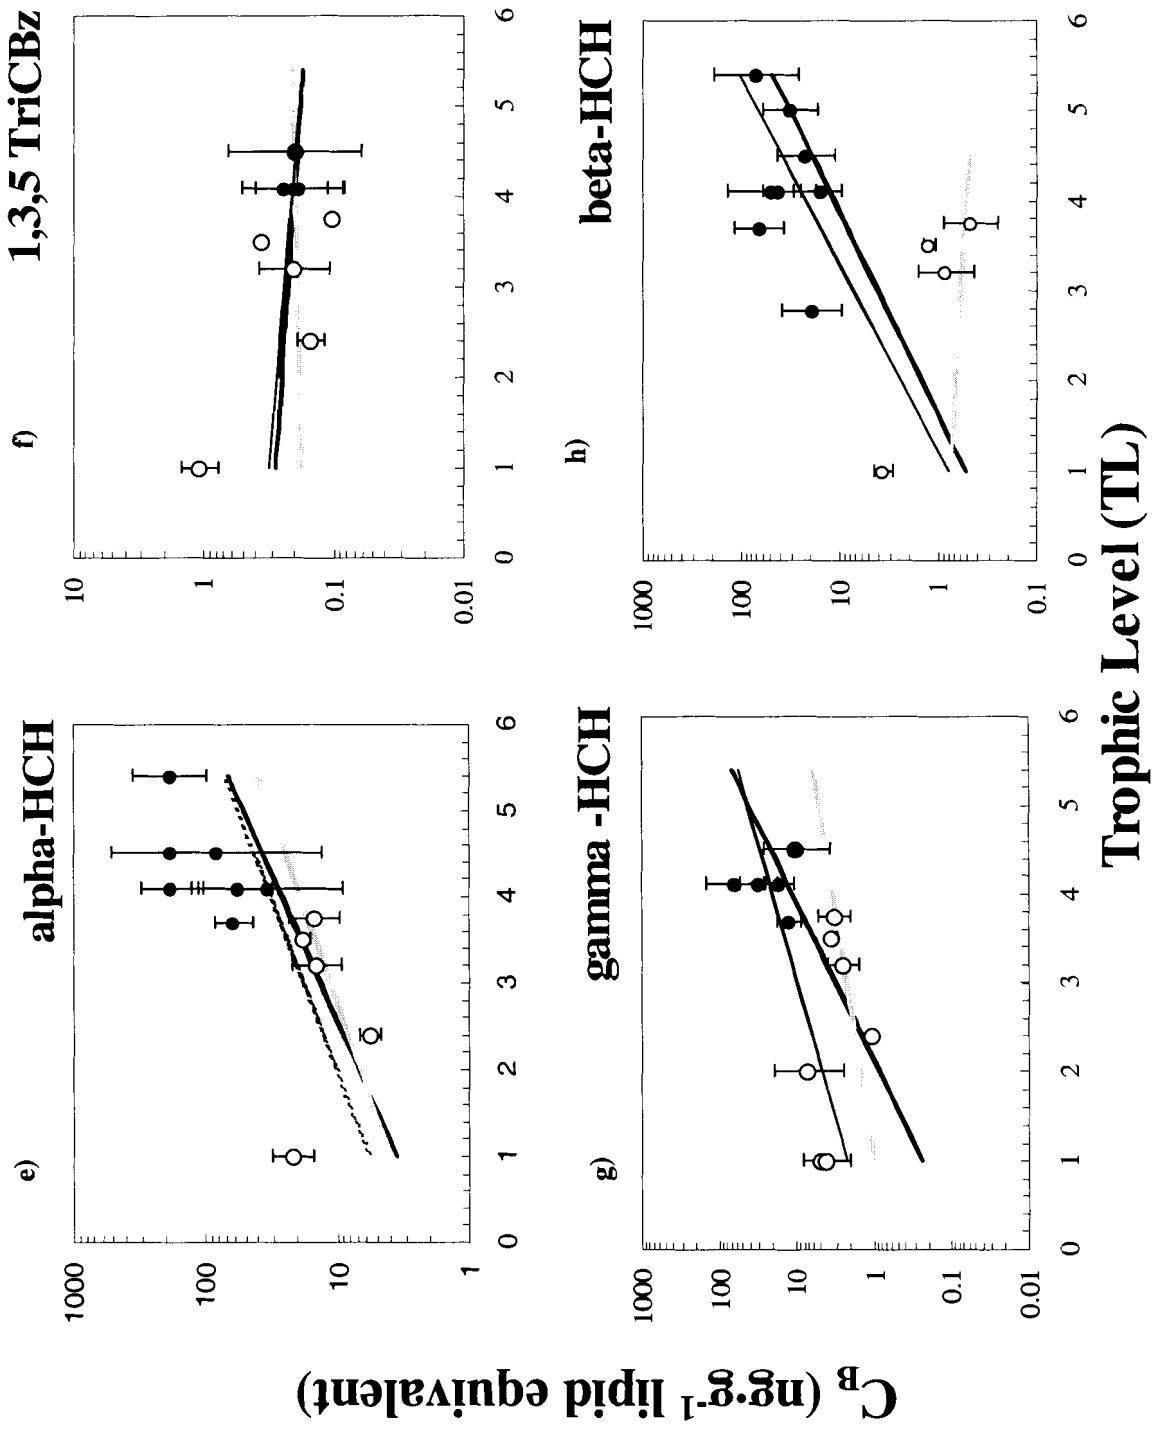 e)
alpha-HCH
1000
100
10
1
0 1 2 3 4 5 6
f)
1,3,5 TriCBz
10
1
0.1
0.01
0 1 2 3 4 5 6
g)
gamma -HCH
1000
100
10
1
0.1
0.01
0 1 2 3 4 5 6
h)
beta-HCH
1000
100
10
1
0.1
0 1 2 3 4 5 6
C_B (ng·g⁻¹ lipid equivalent)
Trophic Level (TL)